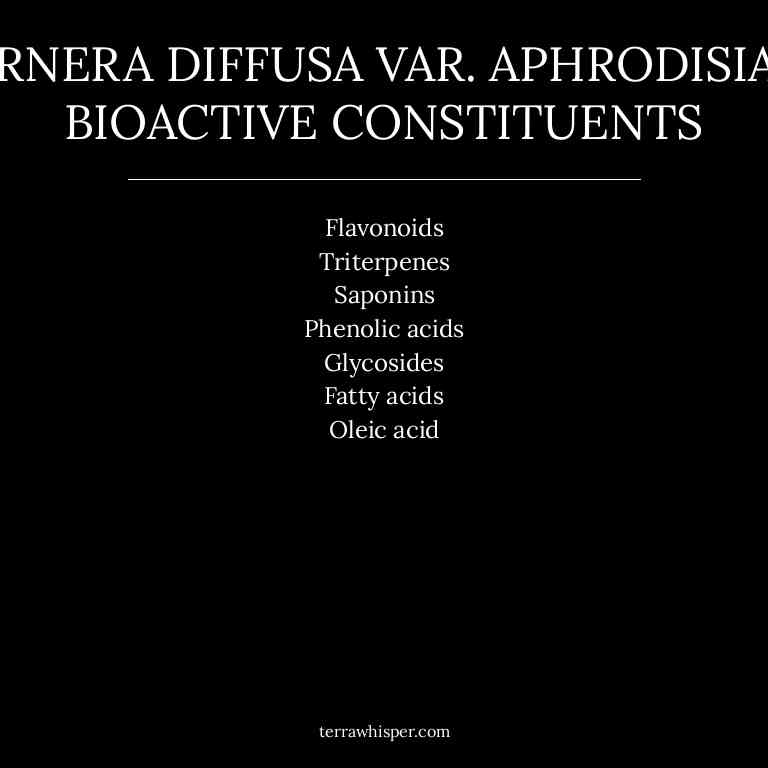 RNERA DIFFUSA VAR. APHRODISIA
BIOACTIVE CONSTITUENTS
Flavonoids
Triterpenes
Saponins
Phenolic acids
Glycosides
Fatty acids
Oleic acid
terrawhisper.com